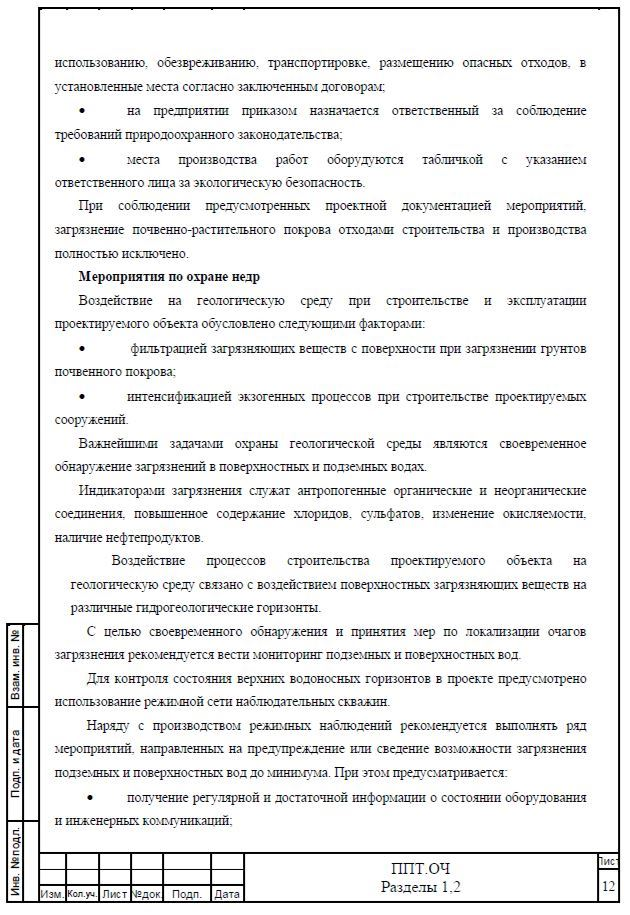 использованию, обезвреживанию, транспортировке, размещению опасных отходов, в
установленные места согласно заключенным договорам;
• на предприятии приказом назначается ответственный за соблюдение
требований природоохранного законодательства;
• места производства работ оборудуются табличкой с указанием
ответственного лица за экологическую безопасность.
При соблюдении предусмотренных проектной документацией мероприятий,
загрязнение почвенно-растительного покрова отходами строительства и производства
полностью исключено.
Мероприятия по охране недр
Воздействие на геологическую среду при строительстве и эксплуатации
проектируемого объекта обусловлено следующими факторами:
• фильтрацией загрязняющих веществ с поверхности при загрязнении грунтов
почвенного покрова;
• интенсификацией экзогенных процессов при строительстве проектируемых
сооружений.
Важнейшими задачами охраны геологической среды являются своевременное
обнаружение загрязнений в поверхностных и подземных водах.
Индикаторами загрязнения служат антропогенные органические и неорганические
соединения, повышенное содержание хлоридов, сульфатов, изменение окисляемости,
наличие нефтепродуктов.
Воздействие процессов строительства проектируемого объекта на
геологическую среду связано с воздействием поверхностных загрязняющих веществ на
различные гидрогеологические горизонты.
С целью своевременного обнаружения и принятия мер по локализации очагов
загрязнения рекомендуется вести мониторинг подземных и поверхностных вод.
Для контроля состояния верхних водоносных горизонтов в проекте предусмотрено
использование режимной сети наблюдательных скважин.
Наряду с производством режимных наблюдений рекомендуется выполнять ряд
мероприятий, направленных на предупреждение или сведение возможности загрязнения
подземных и поверхностных вод до минимума. При этом предусматривается:
• получение регулярной и достаточной информации о состоянии оборудования
и инженерных коммуникаций;
Взам. инв. №
Подп. и дата
Инв. №подл.
Изм. Кол.уч. Лист №док. Подп. Дата
ППТ.ОЧ
Разделы 1,2
Лист
12